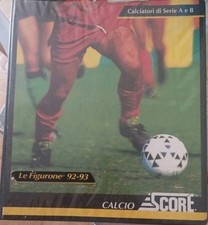 Calciatori di Serie A e B
Le Figurone 92-93
CALCIO SCORE